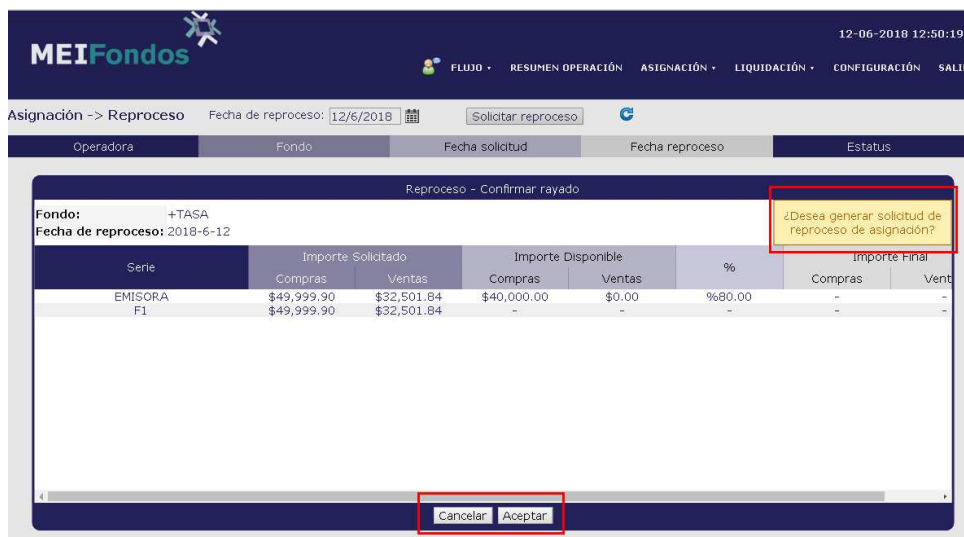 12-06-2018 12:50:19
MEIFondos
FLUJO RESUMEN OPERACIÓN ASIGNACIÓN LIQUIDACIÓN CONFIGURACIÓN SALI
Asignación -> Reproceso Fecha de reproceso: 12/6/2018 Solicitar reproceso
Operadora Fondo Fecha solicitud Fecha reproceso Estatus
Reproceso - Confirmar rayado
Fondo: +TASA
Fecha de reproceso: 2018-6-12
¿Desea generar solicitud de
reproceso de asignación?
Serie Importe Solicitado Importe Disponible % Importe Final
Compras Ventas Compras Ventas Compras Vent
EMISORA $49,999.90 $32,501.84 $40,000.00 $0.00 %80.00 - -
F1 $49,999.90 $32,501.84 - - - - -
Cancelar Aceptar